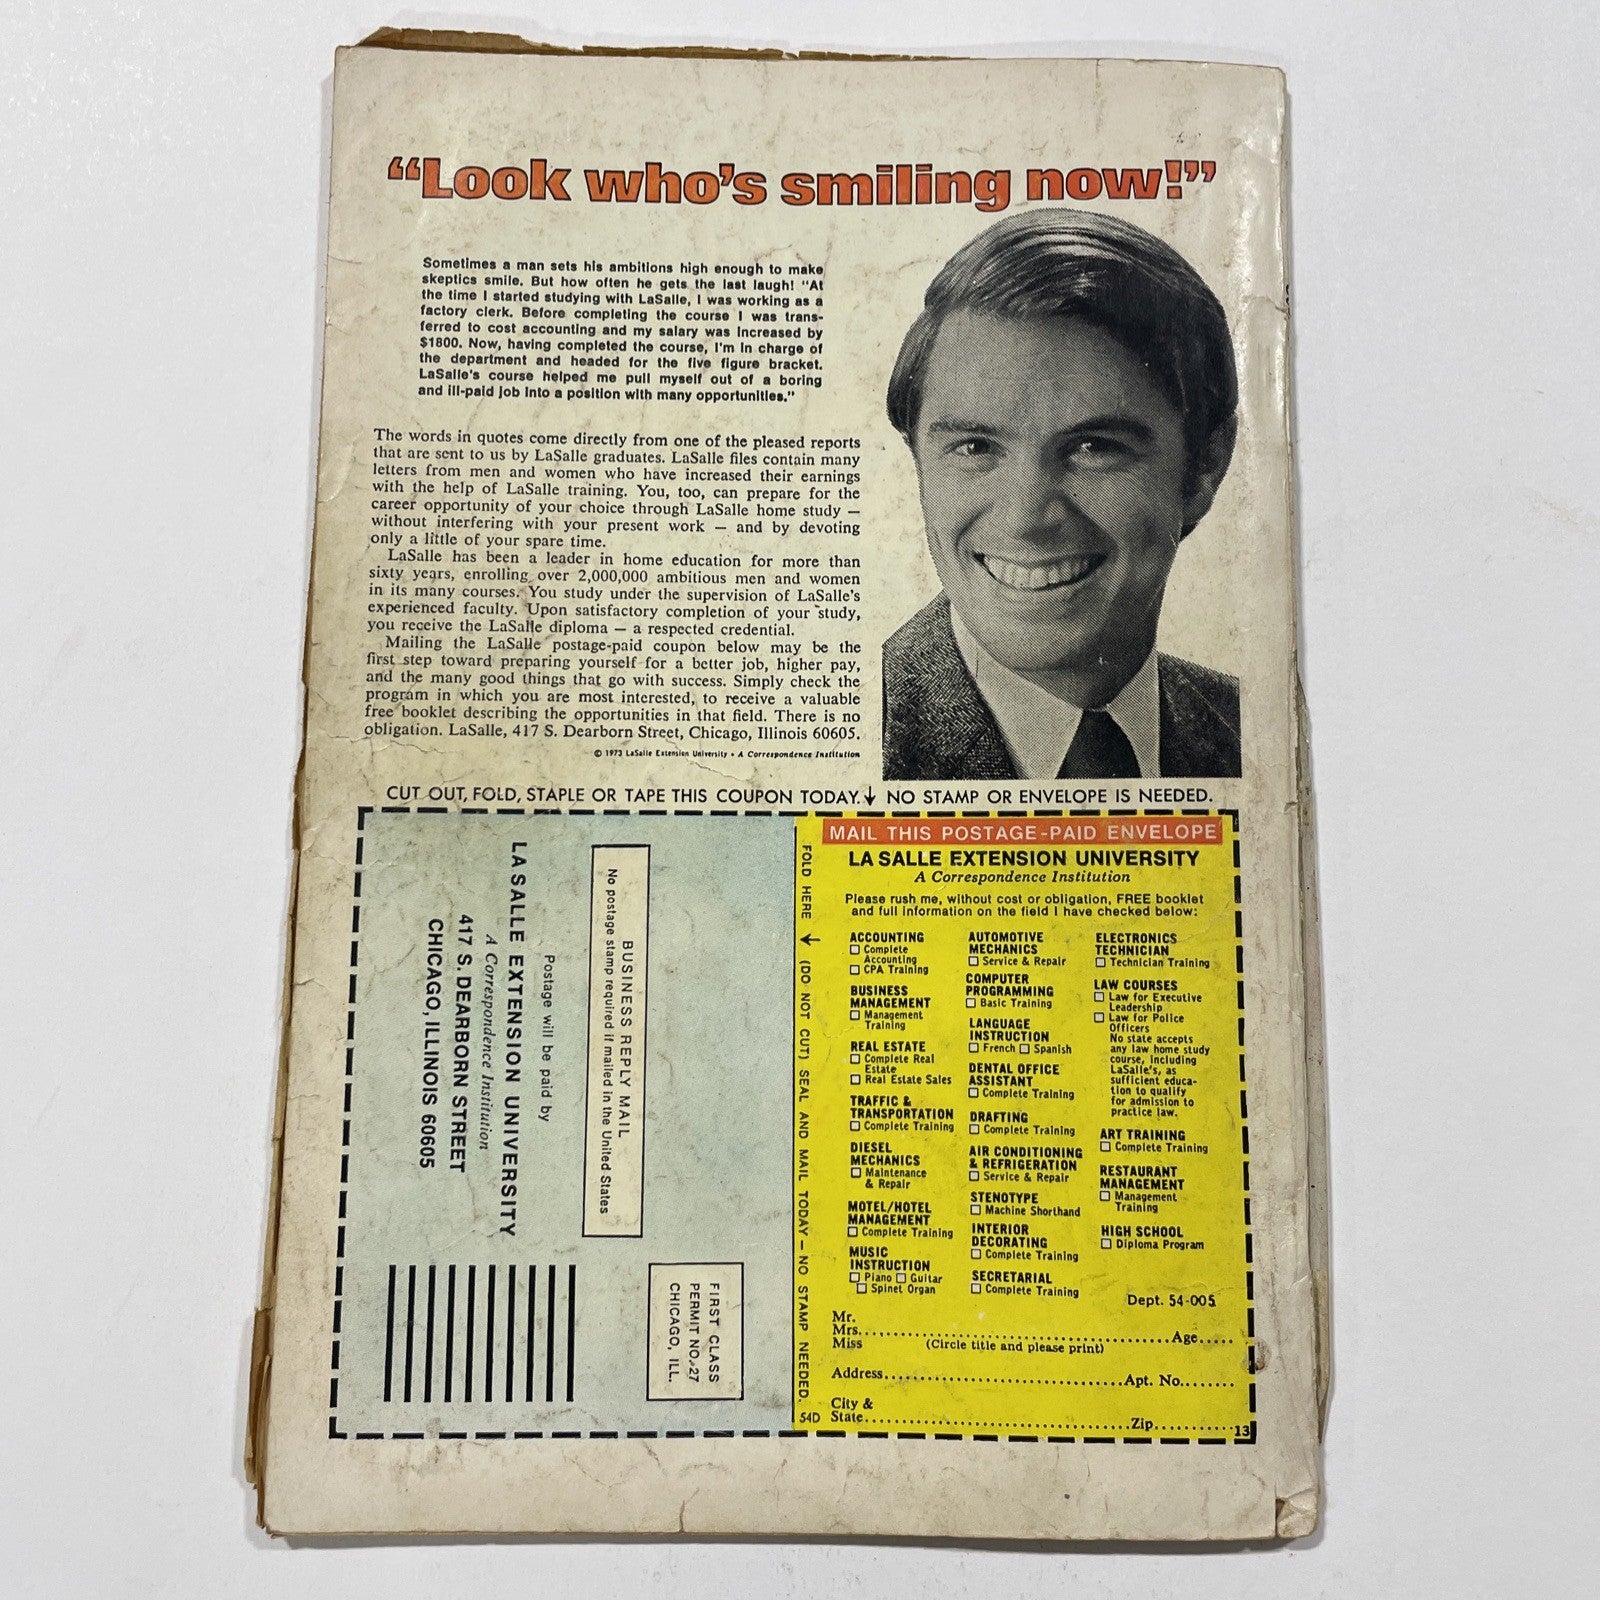 “Look who’s smiling now!”
Sometimes a man sets his ambitions high enough to make
skeptics smile. But how often he gets the last laugh! "At
the time I started studying with LaSalle, I was working as a
factory clerk. Before completing the course I was trans-
ferred to cost accounting and my salary was increased by
$1800. Now, having completed the course, I'm in charge of
the department and headed for the five figure bracket.
LaSalle's course helped me pull myself out of a boring
and ill-paid job into a position with many opportunities."
The words in quotes come directly from one of the pleased reports
that are sent to us by LaSalle graduates. LaSalle files contain many
letters from men and women who have increased their earnings
with the help of LaSalle training. You, too, can prepare for the
career opportunity of your choice through LaSalle home study —
without interfering with your present work — and by devoting
only a little of your spare time.
LaSalle has been a leader in home education for more than
sixty years, enrolling over 2,000,000 ambitious men and women
in its many courses. You study under the supervision of LaSalle's
experienced faculty. Upon satisfactory completion of your study,
you receive the LaSalle diploma — a respected credential.
Mailing the LaSalle postage-paid coupon below may be the
first step toward preparing yourself for a better job, higher pay,
and the many good things that go with success. Simply check the
program in which you are most interested, to receive a valuable
free booklet describing the opportunities in that field. There is no
obligation. LaSalle, 417 S. Dearborn Street, Chicago, Illinois 60605.
© 1973 LaSalle Extension University • A Correspondence Institution
CUT OUT, FOLD, STAPLE OR TAPE THIS COUPON TODAY. ↓ NO STAMP OR ENVELOPE IS NEEDED.
FIRST CLASS
PERMIT NO. 27
CHICAGO, ILL.
BUSINESS REPLY MAIL
No postage stamp required if mailed in the United States
Postage will be paid by
LA SALLE EXTENSION UNIVERSITY
A Correspondence Institution
417 S. DEARBORN STREET
CHICAGO, ILLINOIS 60605
FOLD HERE ↓ (DO NOT CUT) SEAL AND MAIL TODAY — NO STAMP NEEDED.
54D
MAIL THIS POSTAGE-PAID ENVELOPE
LA SALLE EXTENSION UNIVERSITY
A Correspondence Institution
Please rush me, without cost or obligation, FREE booklet
and full information on the field I have checked below:
ACCOUNTING
☐ Complete
Accounting
☐ CPA Training
BUSINESS
MANAGEMENT
☐ Management
Training
REAL ESTATE
☐ Complete Real
Estate
☐ Real Estate Sales
TRAFFIC &
TRANSPORTATION
☐ Complete Training
DIESEL
MECHANICS
☐ Maintenance
& Repair
MOTEL/HOTEL
MANAGEMENT
☐ Complete Training
MUSIC
INSTRUCTION
☐ Piano ☐ Guitar
☐ Spinet Organ
AUTOMOTIVE
MECHANICS
☐ Service & Repair
COMPUTER
PROGRAMMING
☐ Basic Training
LANGUAGE
INSTRUCTION
☐ French ☐ Spanish
DENTAL OFFICE
ASSISTANT
☐ Complete Training
DRAFTING
☐ Complete Training
AIR CONDITIONING
& REFRIGERATION
☐ Service & Repair
STENOTYPE
☐ Machine Shorthand
INTERIOR
DECORATING
☐ Complete Training
SECRETARIAL
☐ Complete Training
ELECTRONICS
TECHNICIAN
☐ Technician Training
LAW COURSES
☐ Law for Executive
Leadership
☐ Law for Police
Officers
No state accepts
any law home study
course, including
LaSalle's, as
sufficient educa-
tion to qualify
for admission to
practice law.
ART TRAINING
☐ Complete Training
RESTAURANT
MANAGEMENT
☐ Management
Training
HIGH SCHOOL
☐ Diploma Program
Dept. 54-005
Mr.
Mrs. Age
Miss (Circle title and please print)
Address Apt. No.
City &
State Zip
13